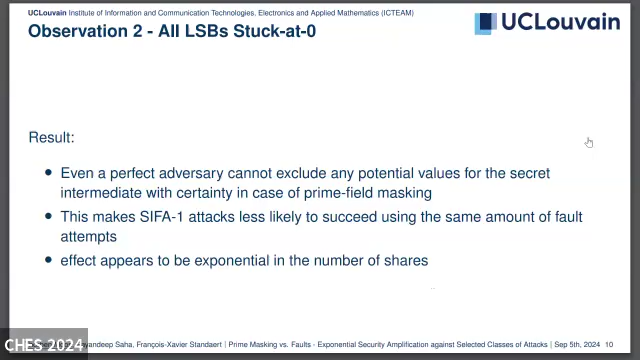 UCLouvain Institute of Information and Communication Technologies, Electronics and Applied Mathematics (ICTEAM)
UCLouvain
Observation 2 - All LSBs Stuck-at-0
Result:
Even a perfect adversary cannot exclude any potential values for the secret
intermediate with certainty in case of prime-field masking
This makes SIFA-1 attacks less likely to succeed using the same amount of fault
attempts
effect appears to be exponential in the number of shares
CHES 2024
Saha, François-Xavier Standaert | Prime Masking vs. Faults - Exponential Security Amplification against Selected Classes of Attacks | Sep 5th, 2024 10